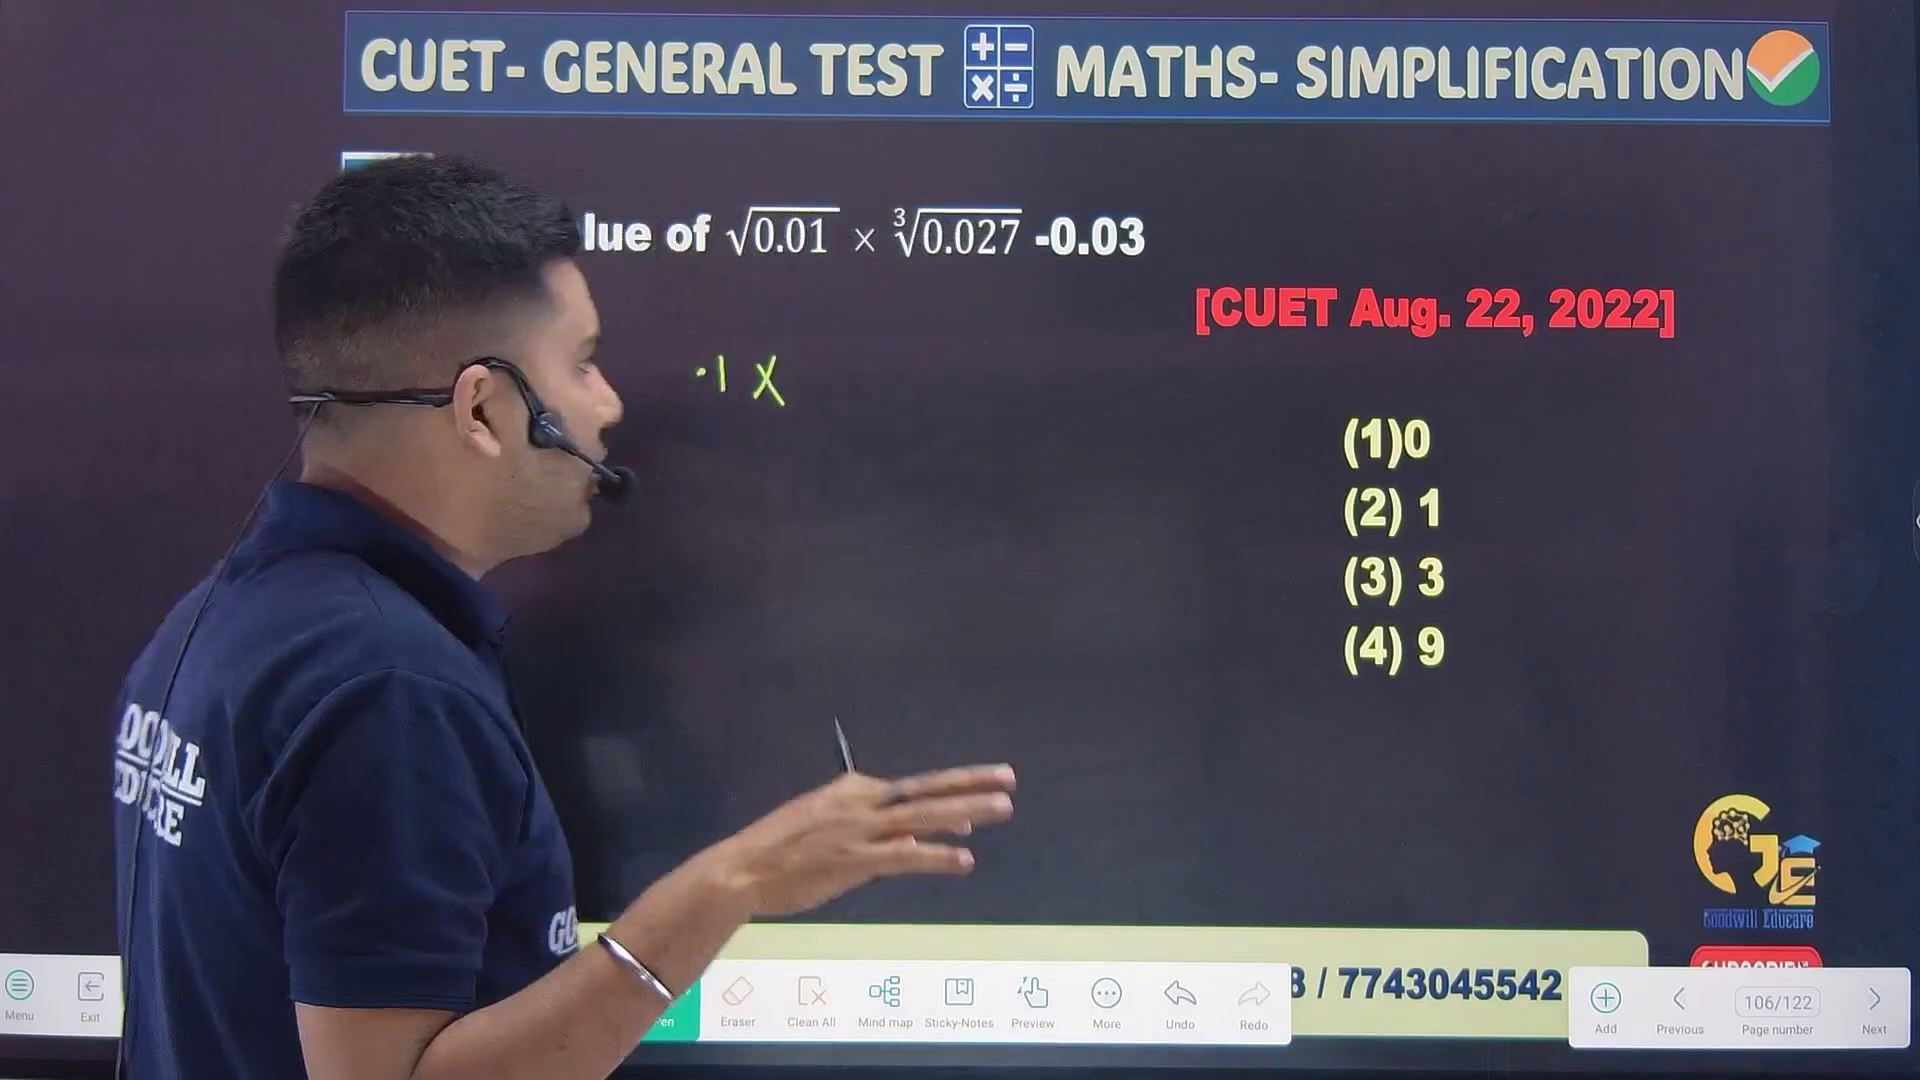 CUET- GENERAL TEST + − × ÷ MATHS- SIMPLIFICATION
lue of √0.01 × ∛0.027 -0.03
[CUET Aug. 22, 2022]
·1 X
(1)0
(2) 1
(3) 3
(4) 9
GE
Goodwill Educare
8 / 7743045542
Menu
Exit
Pen
Eraser
Clean All
Mind map
Sticky-Notes
Preview
More
Undo
Redo
Add
Previous
106/122
Page number
Next